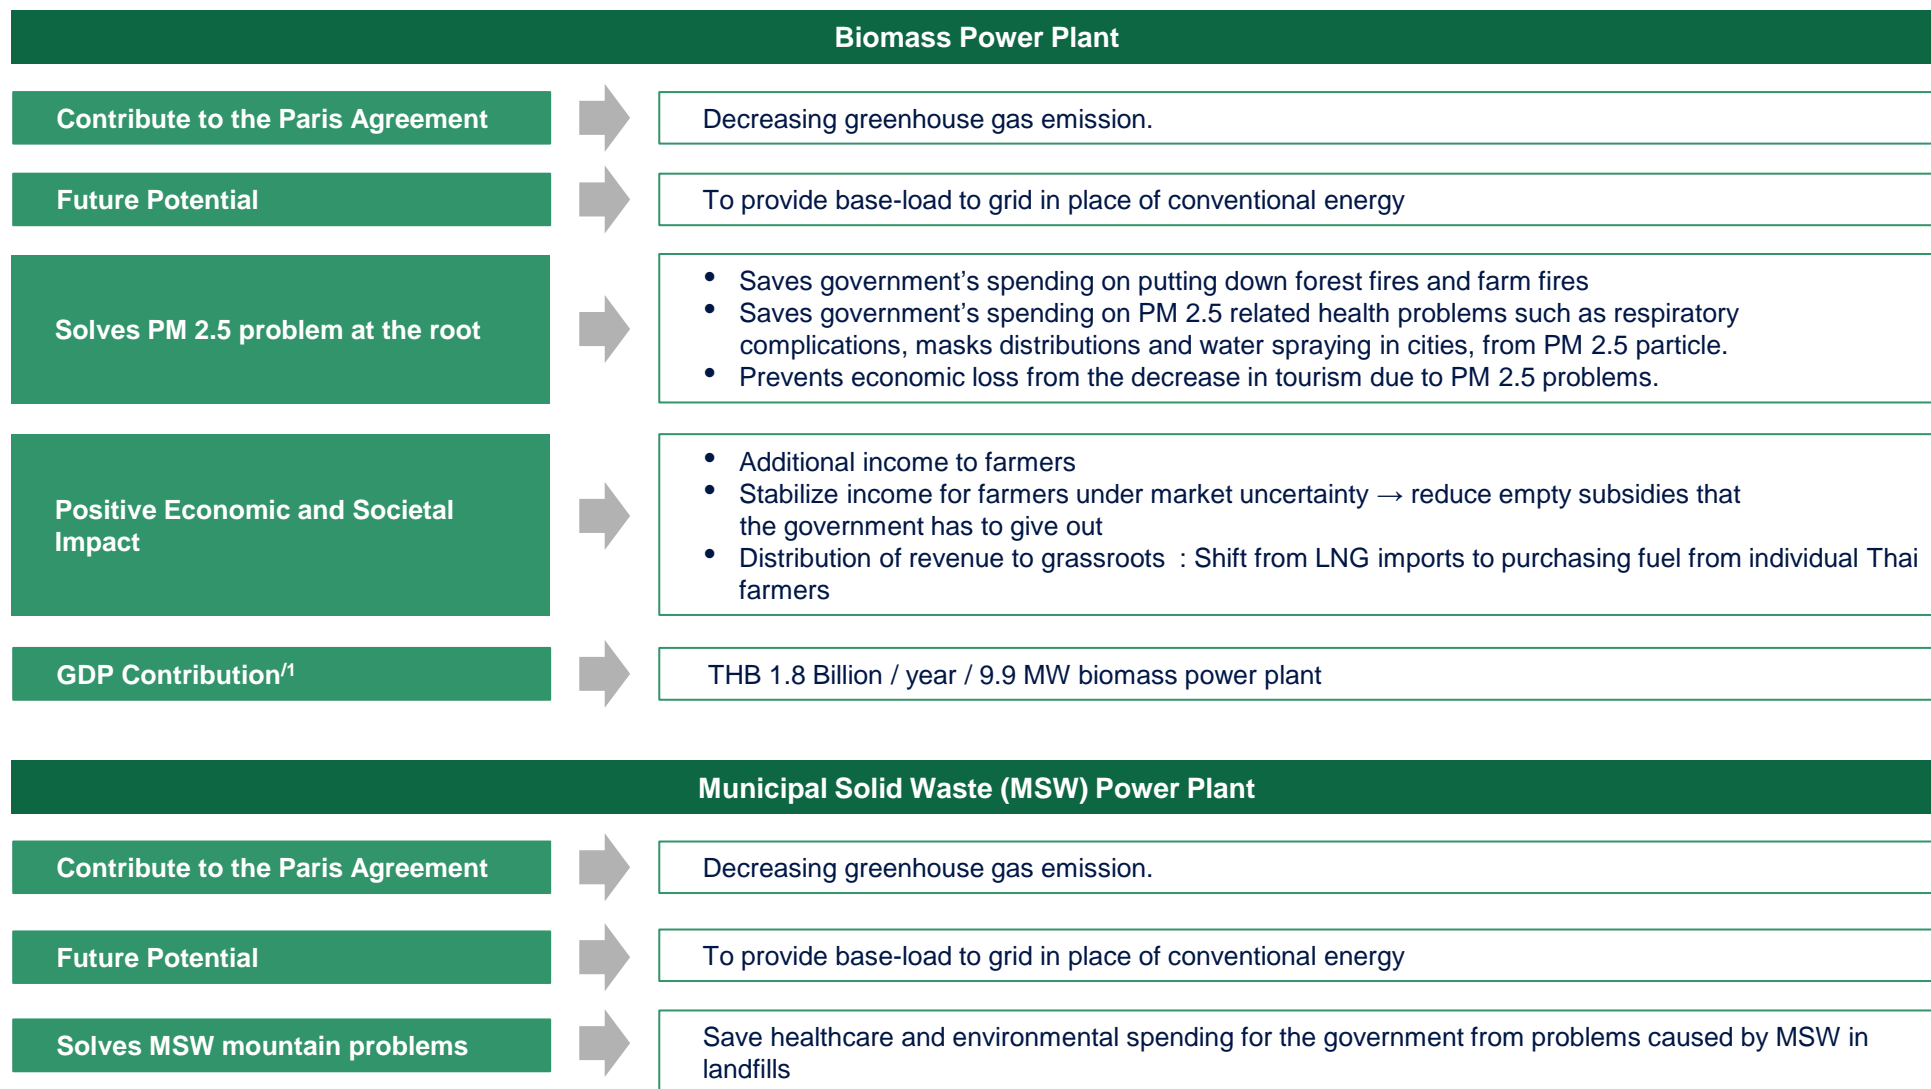 Biomass Power Plant
Contribute to the Paris Agreement
Decreasing greenhouse gas emission.
Future Potential
To provide base-load to grid in place of conventional energy
Solves PM 2.5 problem at the root
• Saves government’s spending on putting down forest fires and farm fires
• Saves government’s spending on PM 2.5 related health problems such as respiratory
complications, masks distributions and water spraying in cities, from PM 2.5 particle.
• Prevents economic loss from the decrease in tourism due to PM 2.5 problems.
Positive Economic and Societal
Impact
• Additional income to farmers
• Stabilize income for farmers under market uncertainty → reduce empty subsidies that
the government has to give out
• Distribution of revenue to grassroots : Shift from LNG imports to purchasing fuel from individual Thai
farmers
GDP Contribution/1
THB 1.8 Billion / year / 9.9 MW biomass power plant
Municipal Solid Waste (MSW) Power Plant
Contribute to the Paris Agreement
Decreasing greenhouse gas emission.
Future Potential
To provide base-load to grid in place of conventional energy
Solves MSW mountain problems
Save healthcare and environmental spending for the government from problems caused by MSW in
landfills